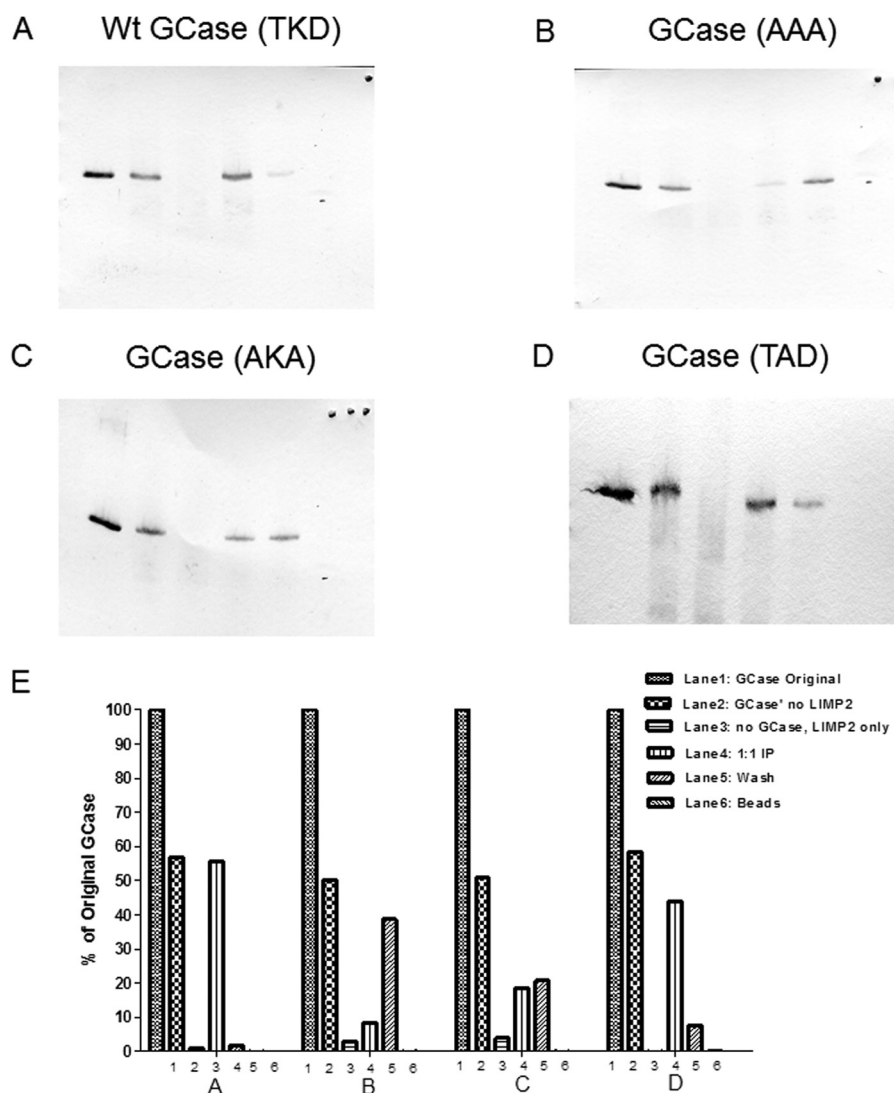 A
Wt GCase (TKD)
B
GCase (AAA)
C
GCase (AKA)
D
GCase (TAD)
E
Lane1: GCase Original
Lane2: GCase' no LIMP2
Lane3: no GCase, LIMP2 only
Lane4: 1:1 IP
Lane5: Wash
Lane6: Beads
% of Original GCase
100
90
80
70
60
50
40
30
20
10
0
1 2 3 4 5 6 1 2 3 4 5 6 1 2 3 4 5 6 1 2 3 4 5 6
A B C D